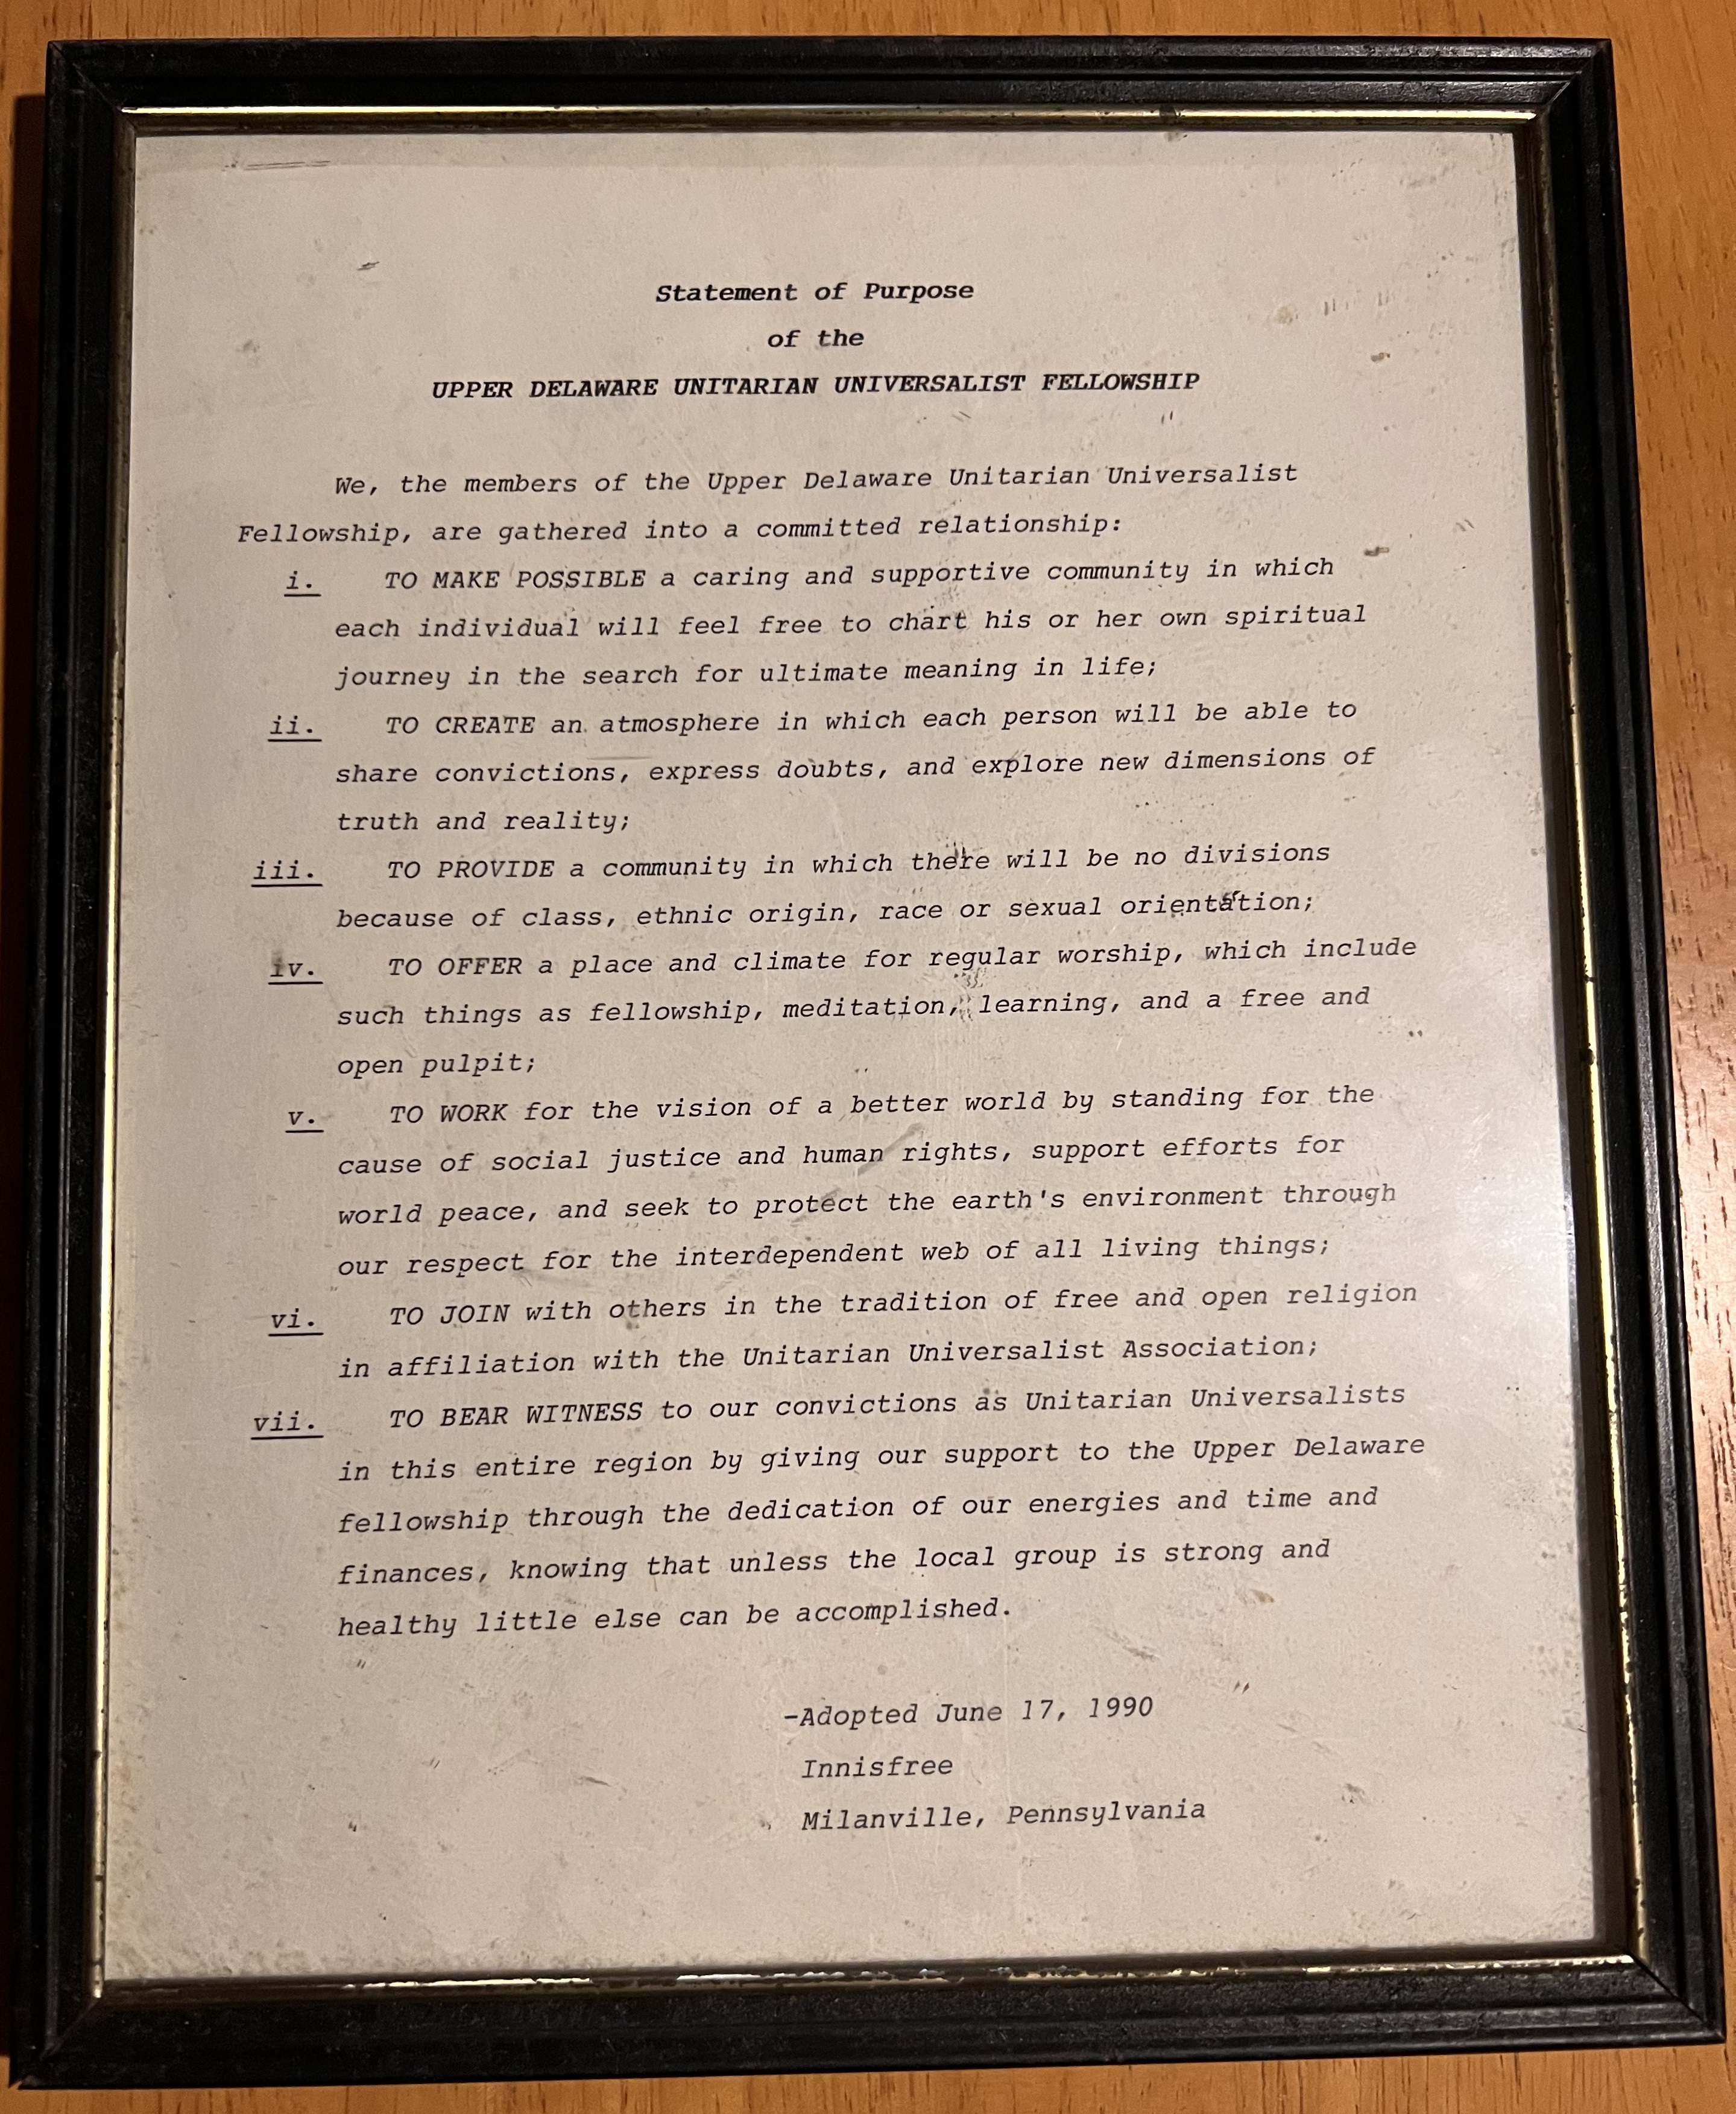 Statement of Purpose
of the
UPPER DELAWARE UNITARIAN UNIVERSALIST FELLOWSHIP
We, the members of the Upper Delaware Unitarian Universalist
Fellowship, are gathered into a committed relationship:
i. TO MAKE POSSIBLE a caring and supportive community in which
each individual will feel free to chart his or her own spiritual
journey in the search for ultimate meaning in life;
ii. TO CREATE an atmosphere in which each person will be able to
share convictions, express doubts, and explore new dimensions of
truth and reality;
iii. TO PROVIDE a community in which there will be no divisions
because of class, ethnic origin, race or sexual orientation;
iv. TO OFFER a place and climate for regular worship, which include
such things as fellowship, meditation, learning, and a free and
open pulpit;
v. TO WORK for the vision of a better world by standing for the
cause of social justice and human rights, support efforts for
world peace, and seek to protect the earth's environment through
our respect for the interdependent web of all living things;
vi. TO JOIN with others in the tradition of free and open religion
in affiliation with the Unitarian Universalist Association;
vii. TO BEAR WITNESS to our convictions as Unitarian Universalists
in this entire region by giving our support to the Upper Delaware
fellowship through the dedication of our energies and time and
finances, knowing that unless the local group is strong and
healthy little else can be accomplished.
-Adopted June 17, 1990
Innisfree
Milanville, Pennsylvania